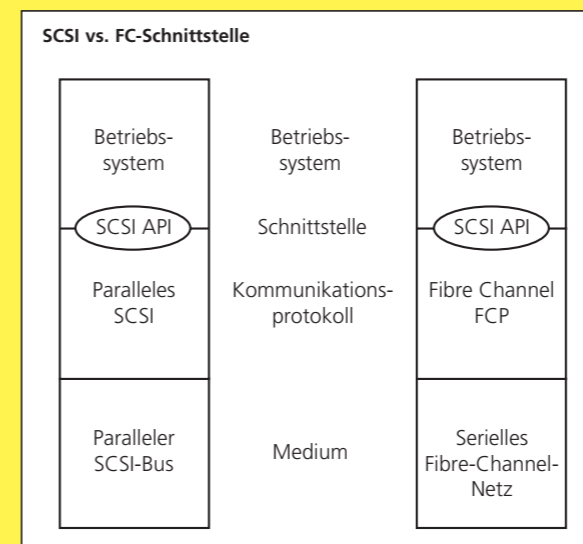 SCSI vs. FC-Schnittstelle
Betriebs-
system
Betriebs-
system
Betriebs-
system
SCSI API
Schnittstelle
SCSI API
Paralleles
SCSI
Kommunikations-
protokoll
Fibre Channel
FCP
Paralleler
SCSI-Bus
Medium
Serielles
Fibre-Channel-
Netz